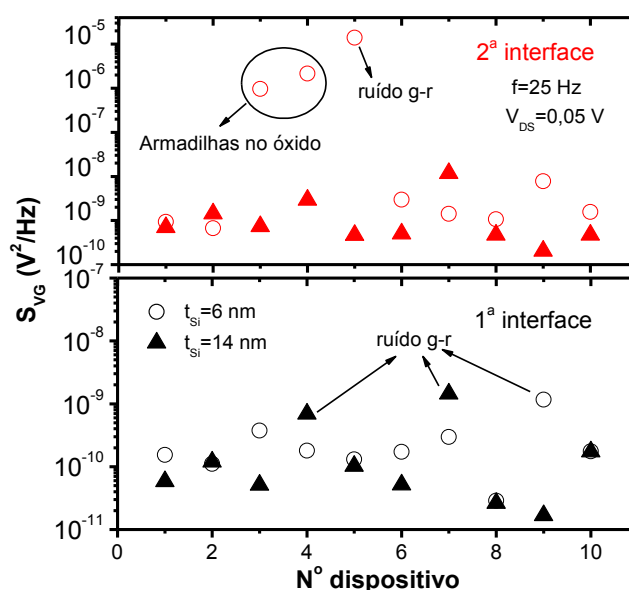 10⁻⁵
10⁻⁶
10⁻⁷
10⁻⁸
10⁻⁹
10⁻¹⁰
2ª interface
f=25 Hz
V_DS=0,05 V
ruído g-r
Armadilhas no óxido
S_VG (V²/Hz)
10⁻⁷
10⁻⁸
10⁻⁹
10⁻¹⁰
10⁻¹¹
t_Si=6 nm
t_Si=14 nm
1ª interface
ruído g-r
0 2 4 6 8 10
Nº dispositivo